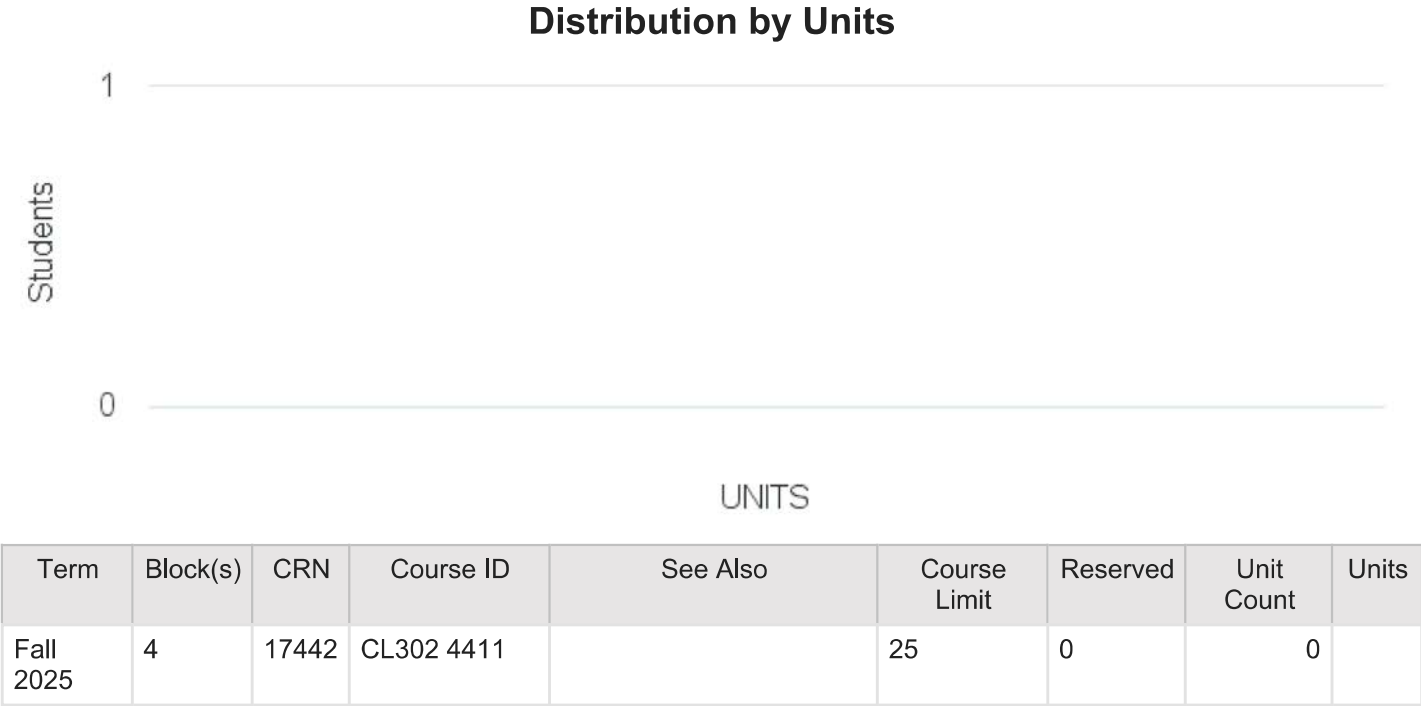 Distribution by Units
1
Students
0
UNITS
Term Block(s) CRN Course ID See Also Course Limit Reserved Unit Count Units
Fall 2025 4 17442 CL302 4411 25 0 0